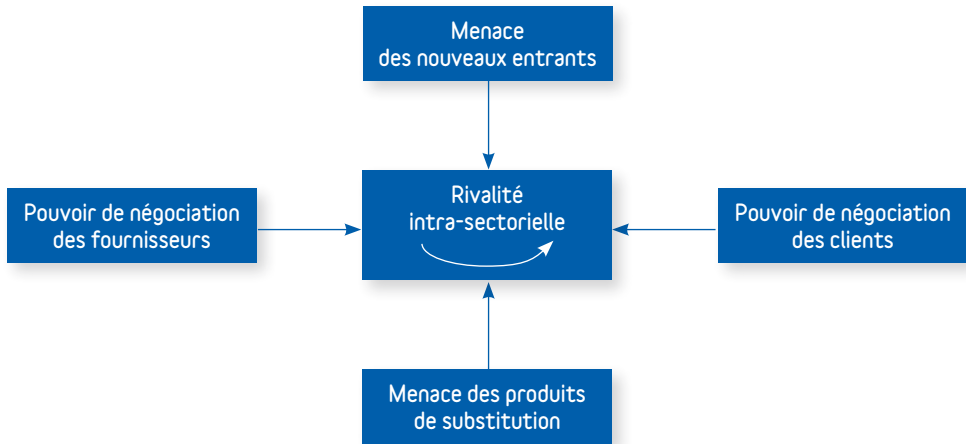 Menace
des nouveaux entrants
Pouvoir de négociation
des fournisseurs
Rivalité
intra-sectorielle
Pouvoir de négociation
des clients
Menace des produits
de substitution